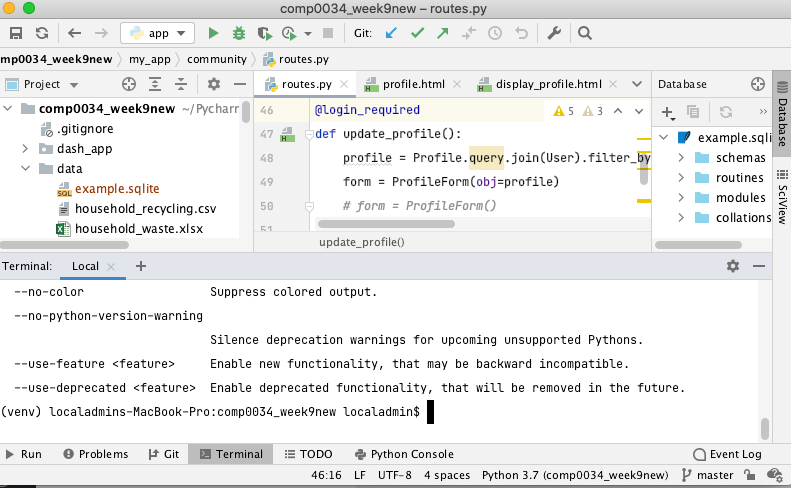 comp0034_week9new – routes.py
app
Git:
mp0034_week9new
my_app
community
routes.py
Project
routes.py
profile.html
display_profile.html
Database
comp0034_week9new ~/Pycharr
.gitignore
dash_app
data
example.sqlite
household_recycling.csv
household_waste.xlsx
46 @login_required
5 3
47 def update_profile():
48 profile = Profile.query.join(User).filter_by
49 form = ProfileForm(obj=profile)
50 # form = ProfileForm()
51
update_profile()
example.sqli
schemas
routines
modules
collations
Database
SciView
Terminal: Local
--no-color Suppress colored output.
--no-python-version-warning
Silence deprecation warnings for upcoming unsupported Pythons.
--use-feature <feature> Enable new functionality, that may be backward incompatible.
--use-deprecated <feature> Enable deprecated functionality, that will be removed in the future.
(venv) localadmins-MacBook-Pro:comp0034_week9new localadmin$
Run Problems Git Terminal TODO Python Console Event Log
46:16 LF UTF-8 4 spaces Python 3.7 (comp0034_week9new) master